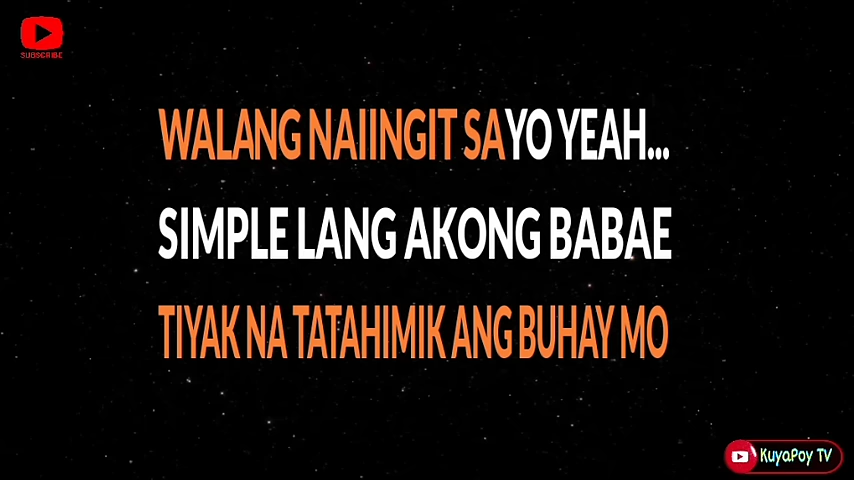 SUBSCRIBE
WALANG NAIINGIT SAYO YEAH...
SIMPLE LANG AKONG BABAE
TIYAK NA TATAHIMIK ANG BUHAY MO
KuyaPoy TV